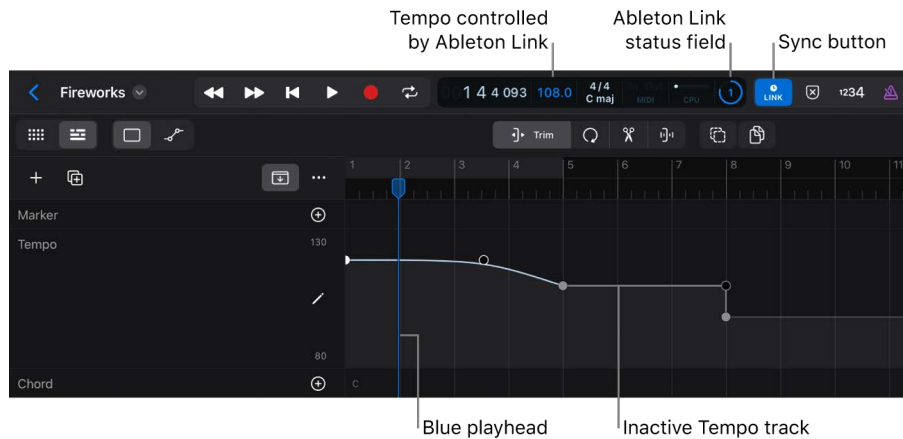 Tempo controlled
by Ableton Link
Ableton Link
status field
Sync button
Fireworks
001 4 4 093
108.0
4/4
C maj
MIDI
CPU
1
LINK
1234
Trim
1 2 3 4 5 6 7 8 9 10 11
Marker
Tempo
130
80
Chord
C
Blue playhead
Inactive Tempo track